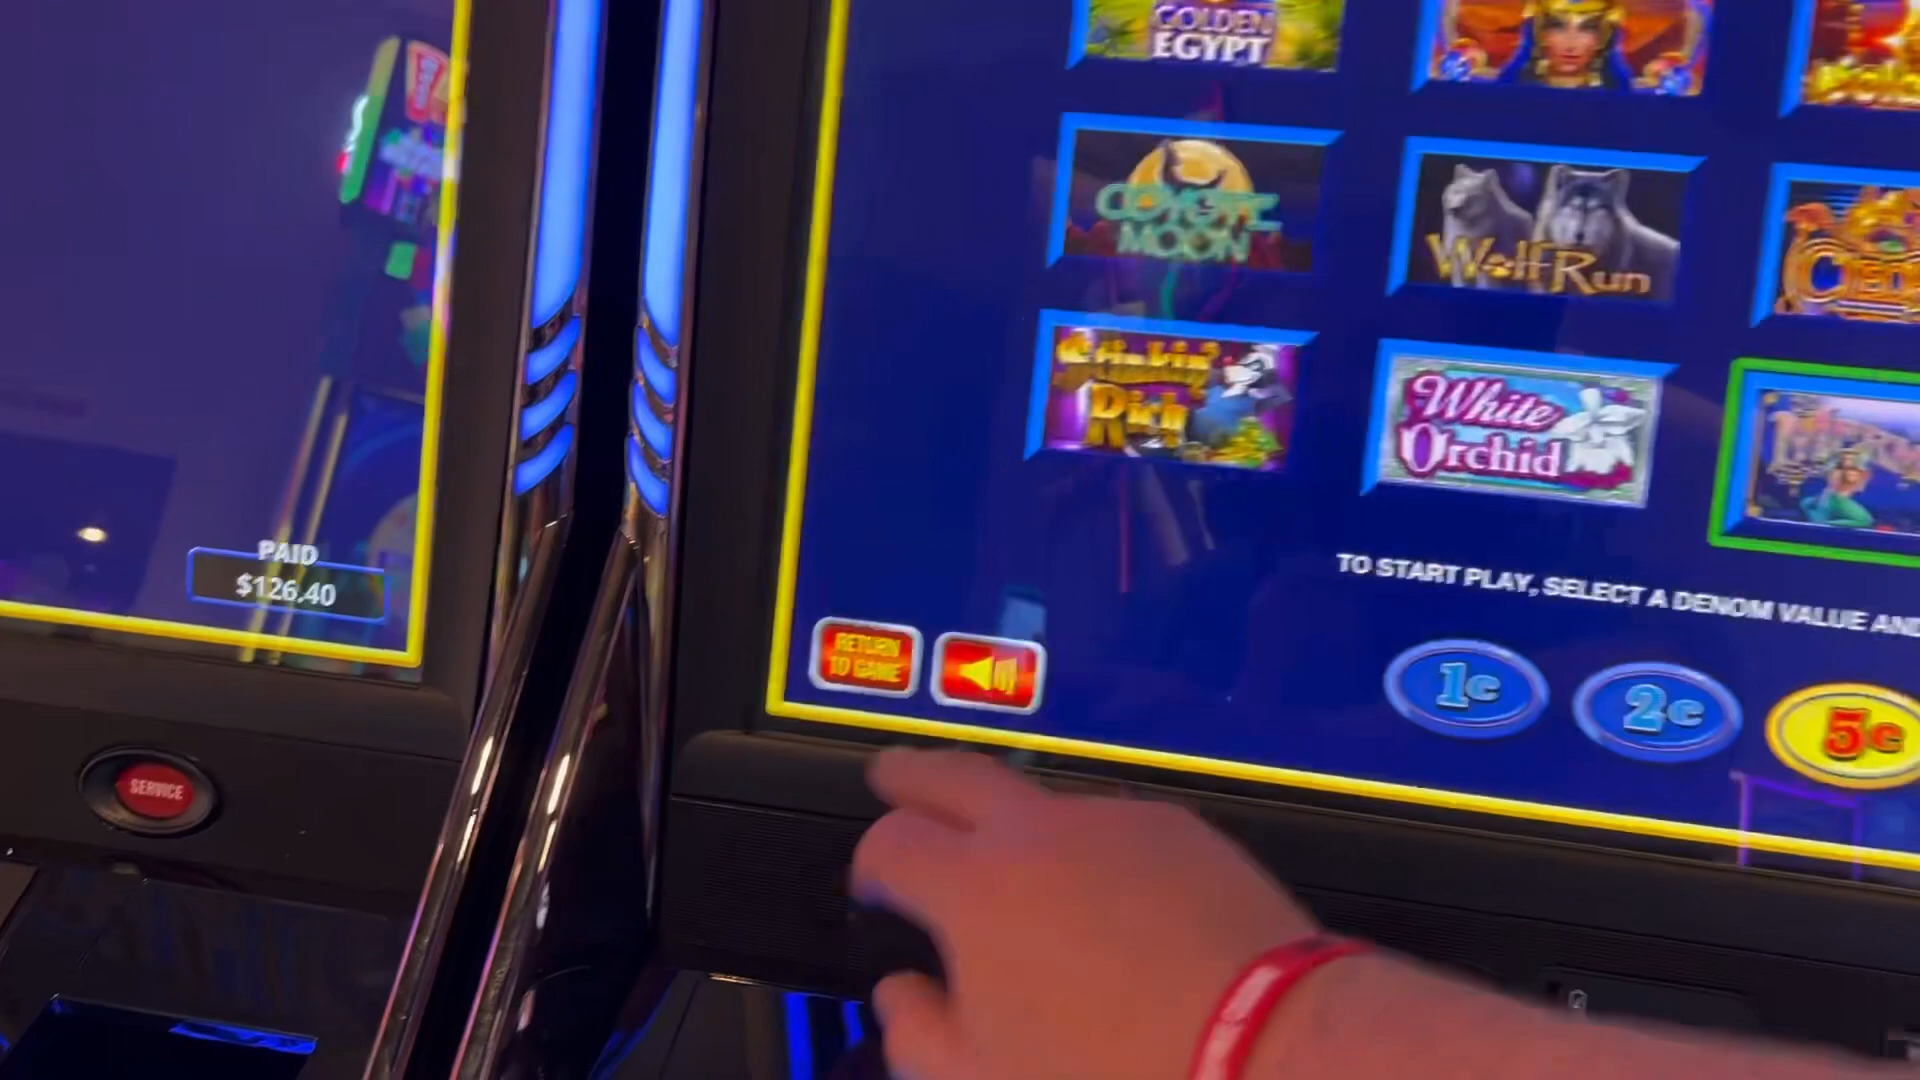 GOLDEN
EGYPT
COYOTE
MOON
Wolf Run
Stinkin'
Rich
White
Orchid
PAID
$126.40
TO START PLAY, SELECT A DENOM VALUE AND
RETURN
TO GAME
1¢
2¢
5¢
SERVICE